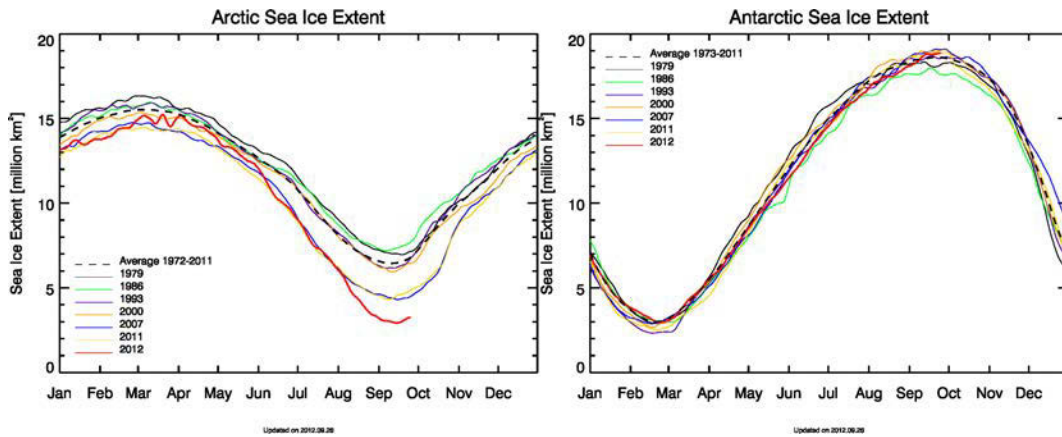 Arctic Sea Ice Extent
20
15
10
5
0
Sea Ice Extent [million km²]
Average 1972-2011
1979
1986
1993
2000
2007
2011
2012
Jan Feb Mar Apr May Jun Jul Aug Sep Oct Nov Dec
Updated on 2012.09.26
Antarctic Sea Ice Extent
20
15
10
5
0
Sea Ice Extent [million km²]
Average 1973-2011
1979
1986
1993
2000
2007
2011
2012
Jan Feb Mar Apr May Jun Jul Aug Sep Oct Nov Dec
Updated on 2012.09.26